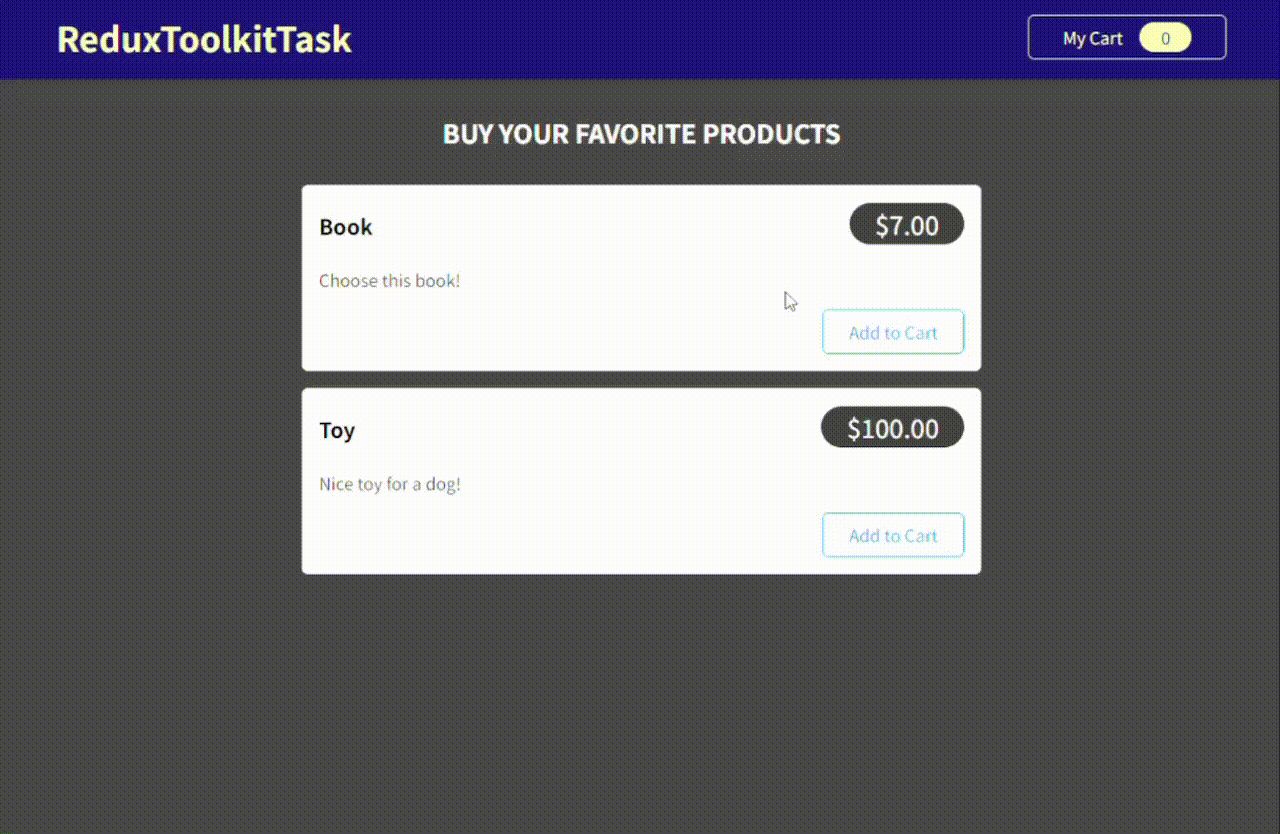 ReduxToolkitTask
My Cart 0
BUY YOUR FAVORITE PRODUCTS
Book
$7.00
Choose this book!
Add to Cart
Toy
$100.00
Nice toy for a dog!
Add to Cart